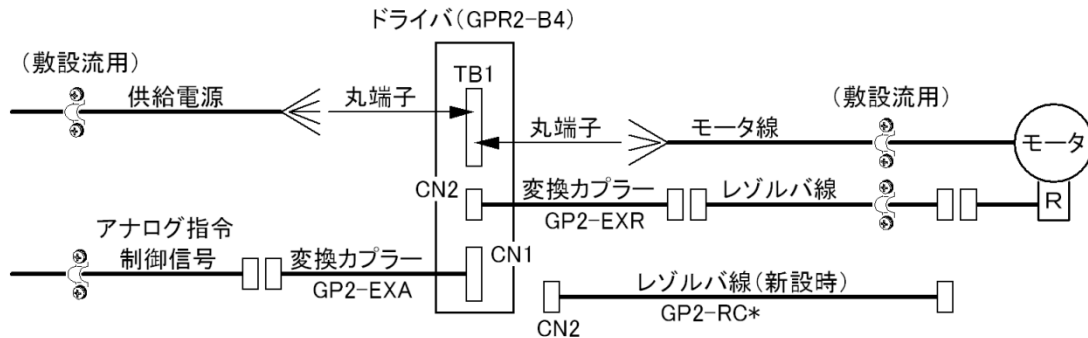 ドライバ(GPR2-B4)
(敷設流用)
TB1
供給電源
丸端子
(敷設流用)
丸端子
モータ線
モータ
CN2
変換カプラー
レゾルバ線
R
GP2-EXR
アナログ指令
制御信号
変換カプラー
CN1
GP2-EXA
レゾルバ線(新設時)
CN2
GP2-RC*